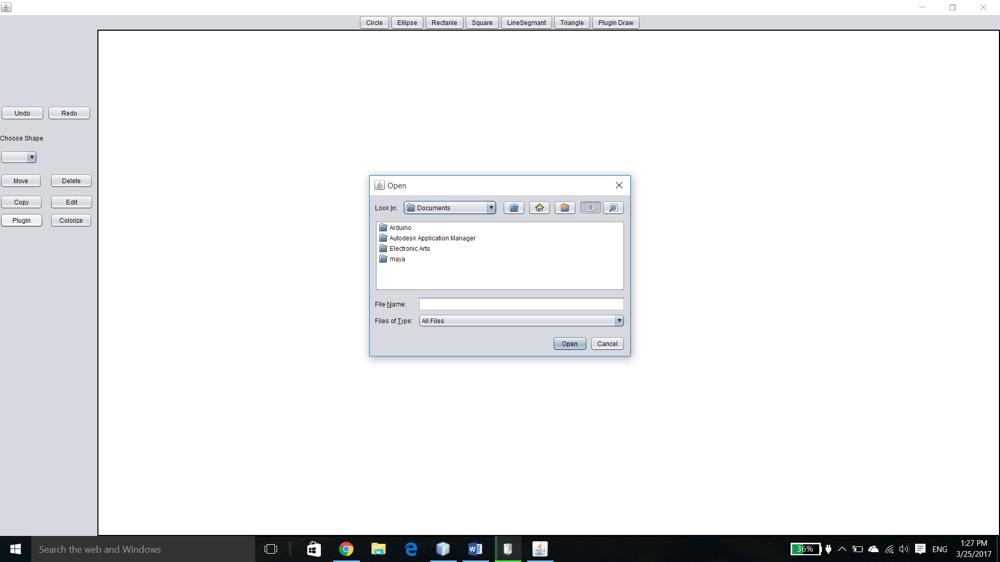 Circle Ellipse Rectanle Square LineSegmant Triangle Plugin Draw
Undo Redo
Choose Shape
Move Delete
Copy Edit
Plugin Colorize
Open
Look In: Documents
Arduino
Autodesk Application Manager
Electronic Arts
maya
File Name:
Files of Type: All Files
Open Cancel
Search the web and Windows
36% ENG
1:27 PM
3/25/2017